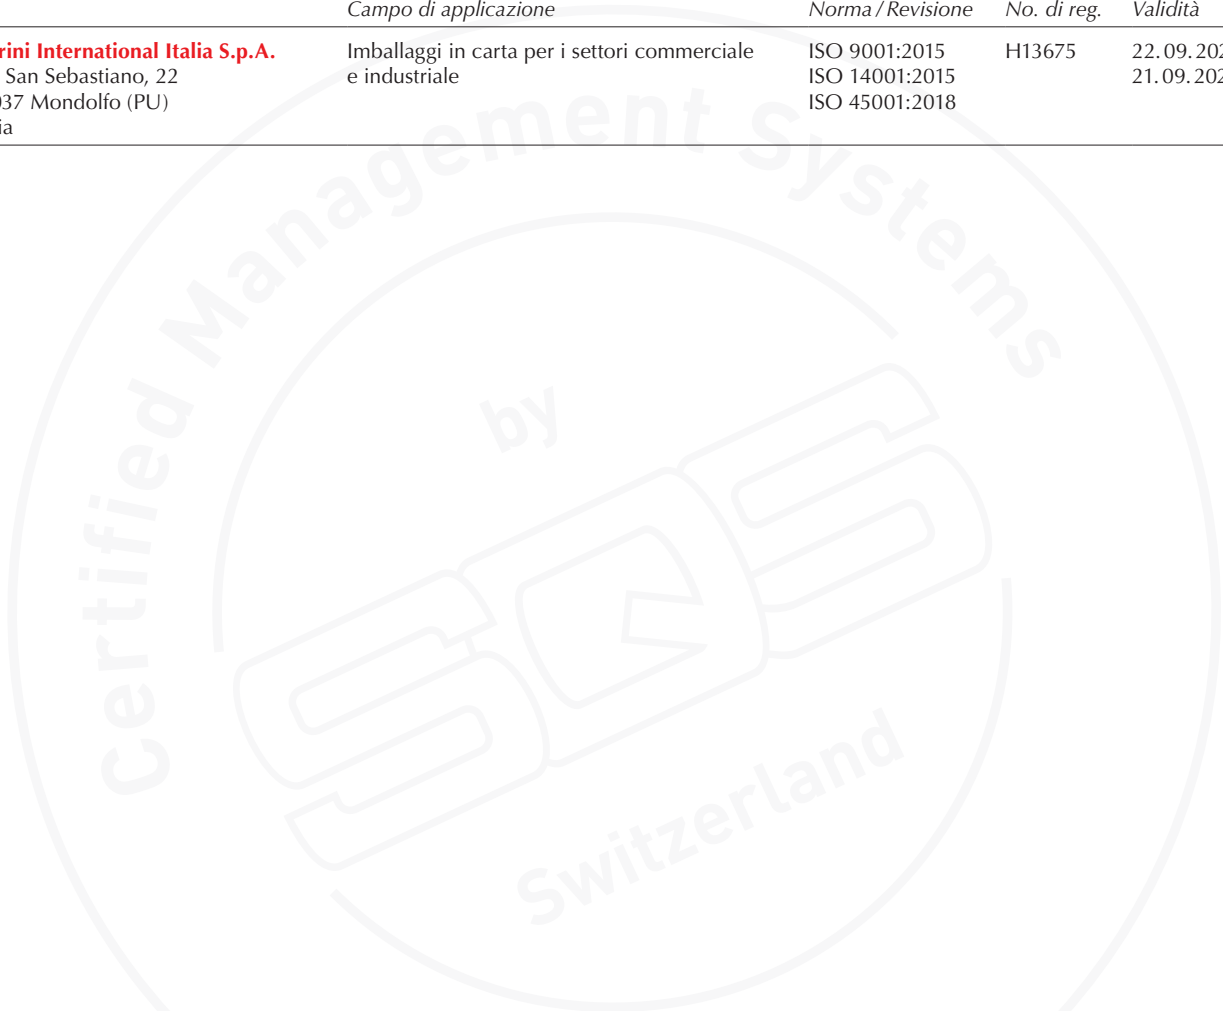 Campo di applicazione Norma / Revisione No. di reg. Validità
rini International Italia S.p.A. Imballaggi in carta per i settori commerciale ISO 9001:2015 H13675 22.09.202
San Sebastiano, 22 e industriale ISO 14001:2015 21.09.202
037 Mondolfo (PU) ISO 45001:2018
ia
Certified Management Systems
by
SQS
Switzerland